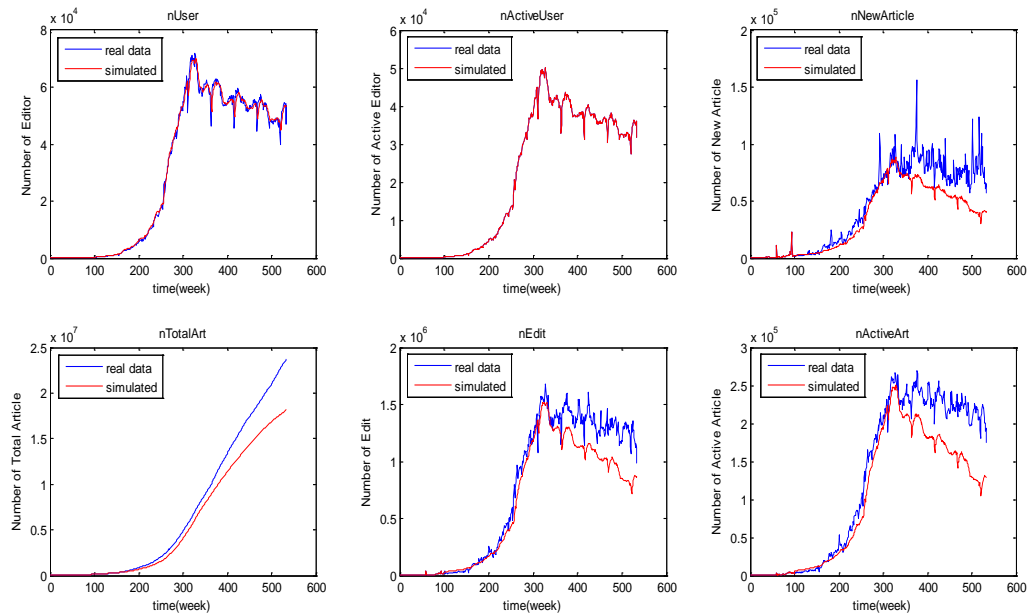 nUser
x 10^4
8
6
4
2
0
Number of Editor
real data
simulated
0 100 200 300 400 500 600
time(week)
nActiveUser
x 10^4
6
5
4
3
2
1
0
Number of Active Editor
real data
simulated
0 100 200 300 400 500 600
time(week)
nNewArticle
x 10^5
2
1.5
1
0.5
0
Number of New Article
real data
simulated
0 100 200 300 400 500 600
time(week)
nTotalArt
x 10^7
2.5
2
1.5
1
0.5
0
Number of Total Article
real data
simulated
0 100 200 300 400 500 600
time(week)
nEdit
x 10^6
2
1.5
1
0.5
0
Number of Edit
real data
simulated
0 100 200 300 400 500 600
time(week)
nActiveArt
x 10^5
3
2.5
2
1.5
1
0.5
0
Number of Active Article
real data
simulated
0 100 200 300 400 500 600
time(week)